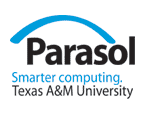 Parasol
Smarter computing.
Texas A&M University